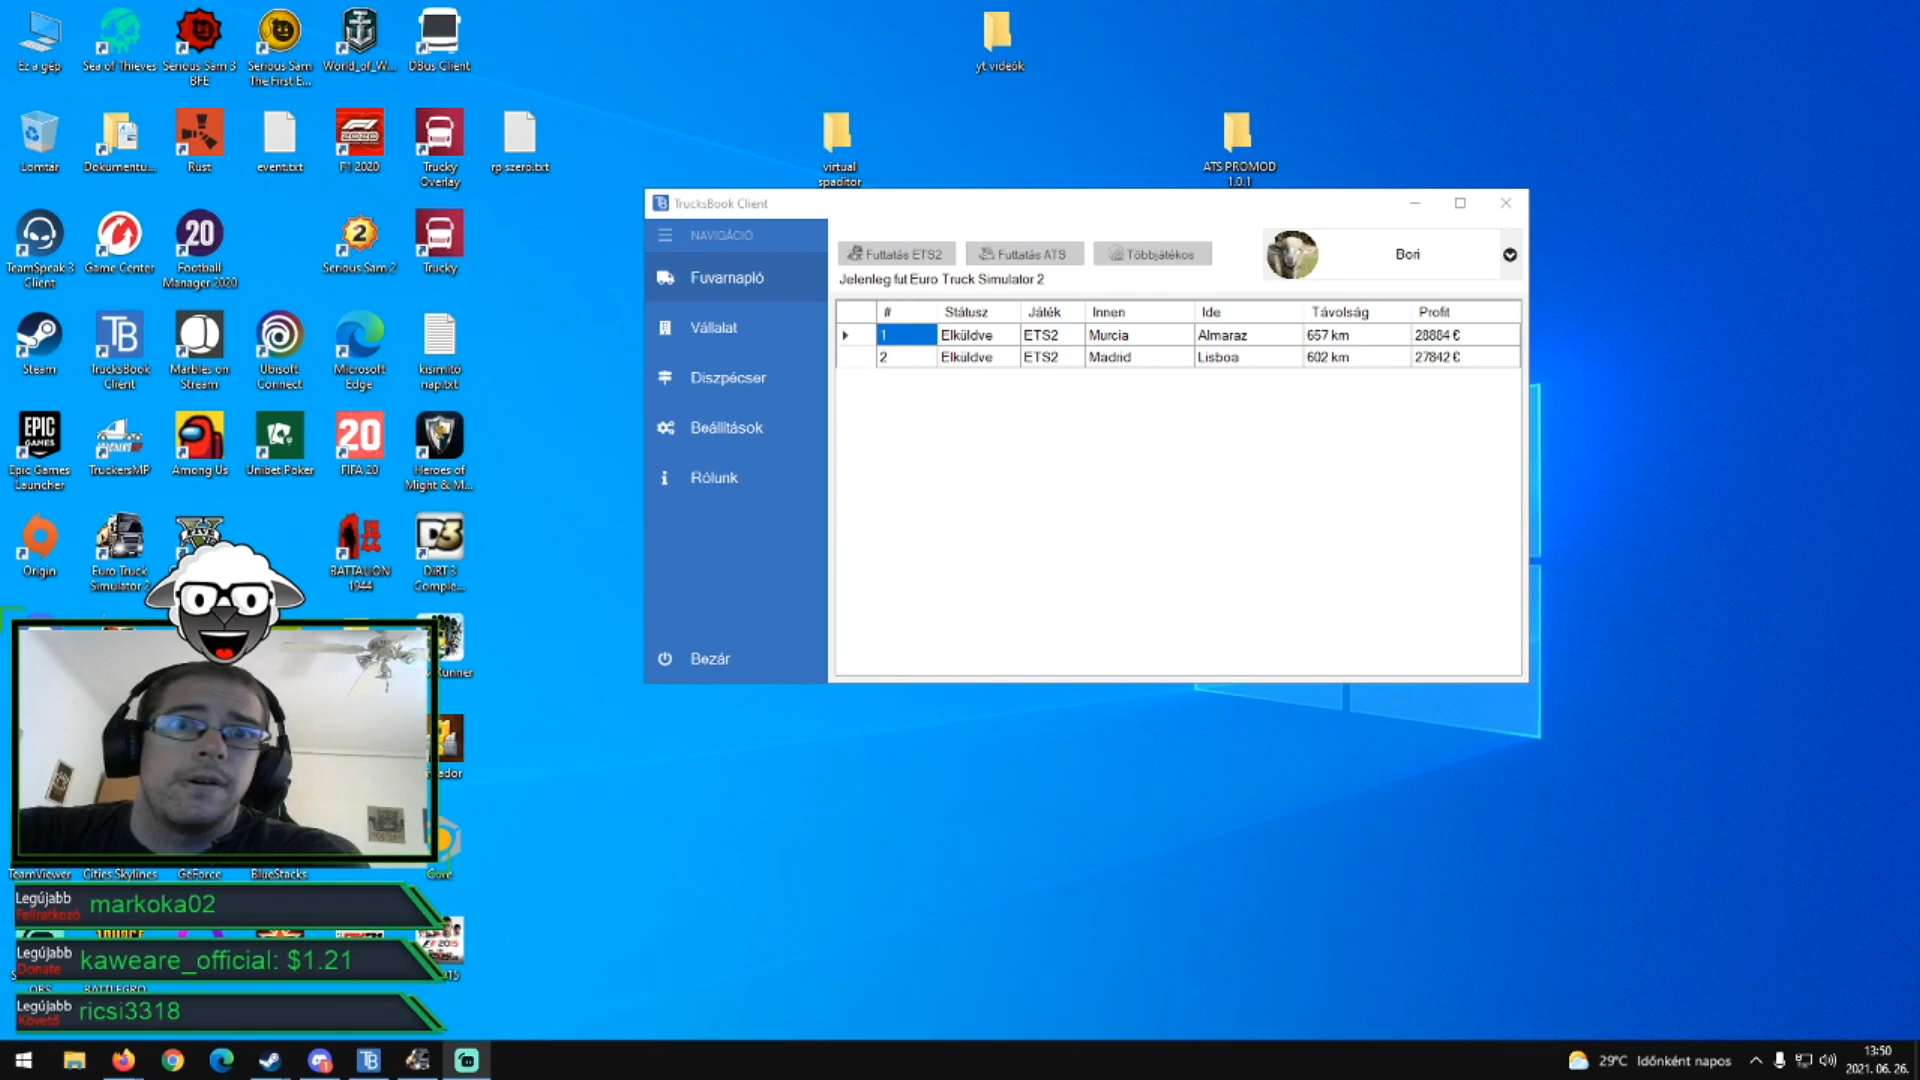 Ez a gép
Sea of Thieves
Serious Sam 3
BFE
Serious Sam
The First E...
World_of_W...
DBus Client
yt videók
Lomtár
Dokumentu...
Rust
event.txt
F1 2020
Trucky
Overlay
rp szeró.txt
virtual
spaditor
ATS PROMOD
1.0.1
TeamSpeak 3
Client
Game Center
Football
Manager 2020
Serious Sam 2
Trucky
Steam
TrucksBook
Client
Marbles on
Stream
Ubisoft
Connect
Microsoft
Edge
kisimitó
nap.txt
Epic Games
Launcher
TruckersMP
Among Us
Unibet Poker
FIFA 20
Heroes of
Might & M...
Origin
Euro Truck
Simulator 2
BATTALION
1944
DiRT 3
Comple...
TrucksBook Client
NAVIGÁCIÓ
Fuvarnapló
Vállalat
Diszpécser
Beállítások
Rólunk
Bezár
Futtatás ETS2
Futtatás ATS
Többjátékos
Bori
Jelenleg fut Euro Truck Simulator 2
# Státusz Játék Innen Ide Távolság Profit
1 Elküldve ETS2 Murcia Almaraz 657 km 28884 €
2 Elküldve ETS2 Madrid Lisboa 602 km 27842 €
TeamViewer
Cities Skylines
GeForce
BlueStacks
Core
Legújabb
Feliratkozó
markoka02
Legújabb
Donate
kaweare_official: $1.21
Legújabb
Követő
ricsi3318
29°C Időnként napos
13:50
2021. 06. 26.